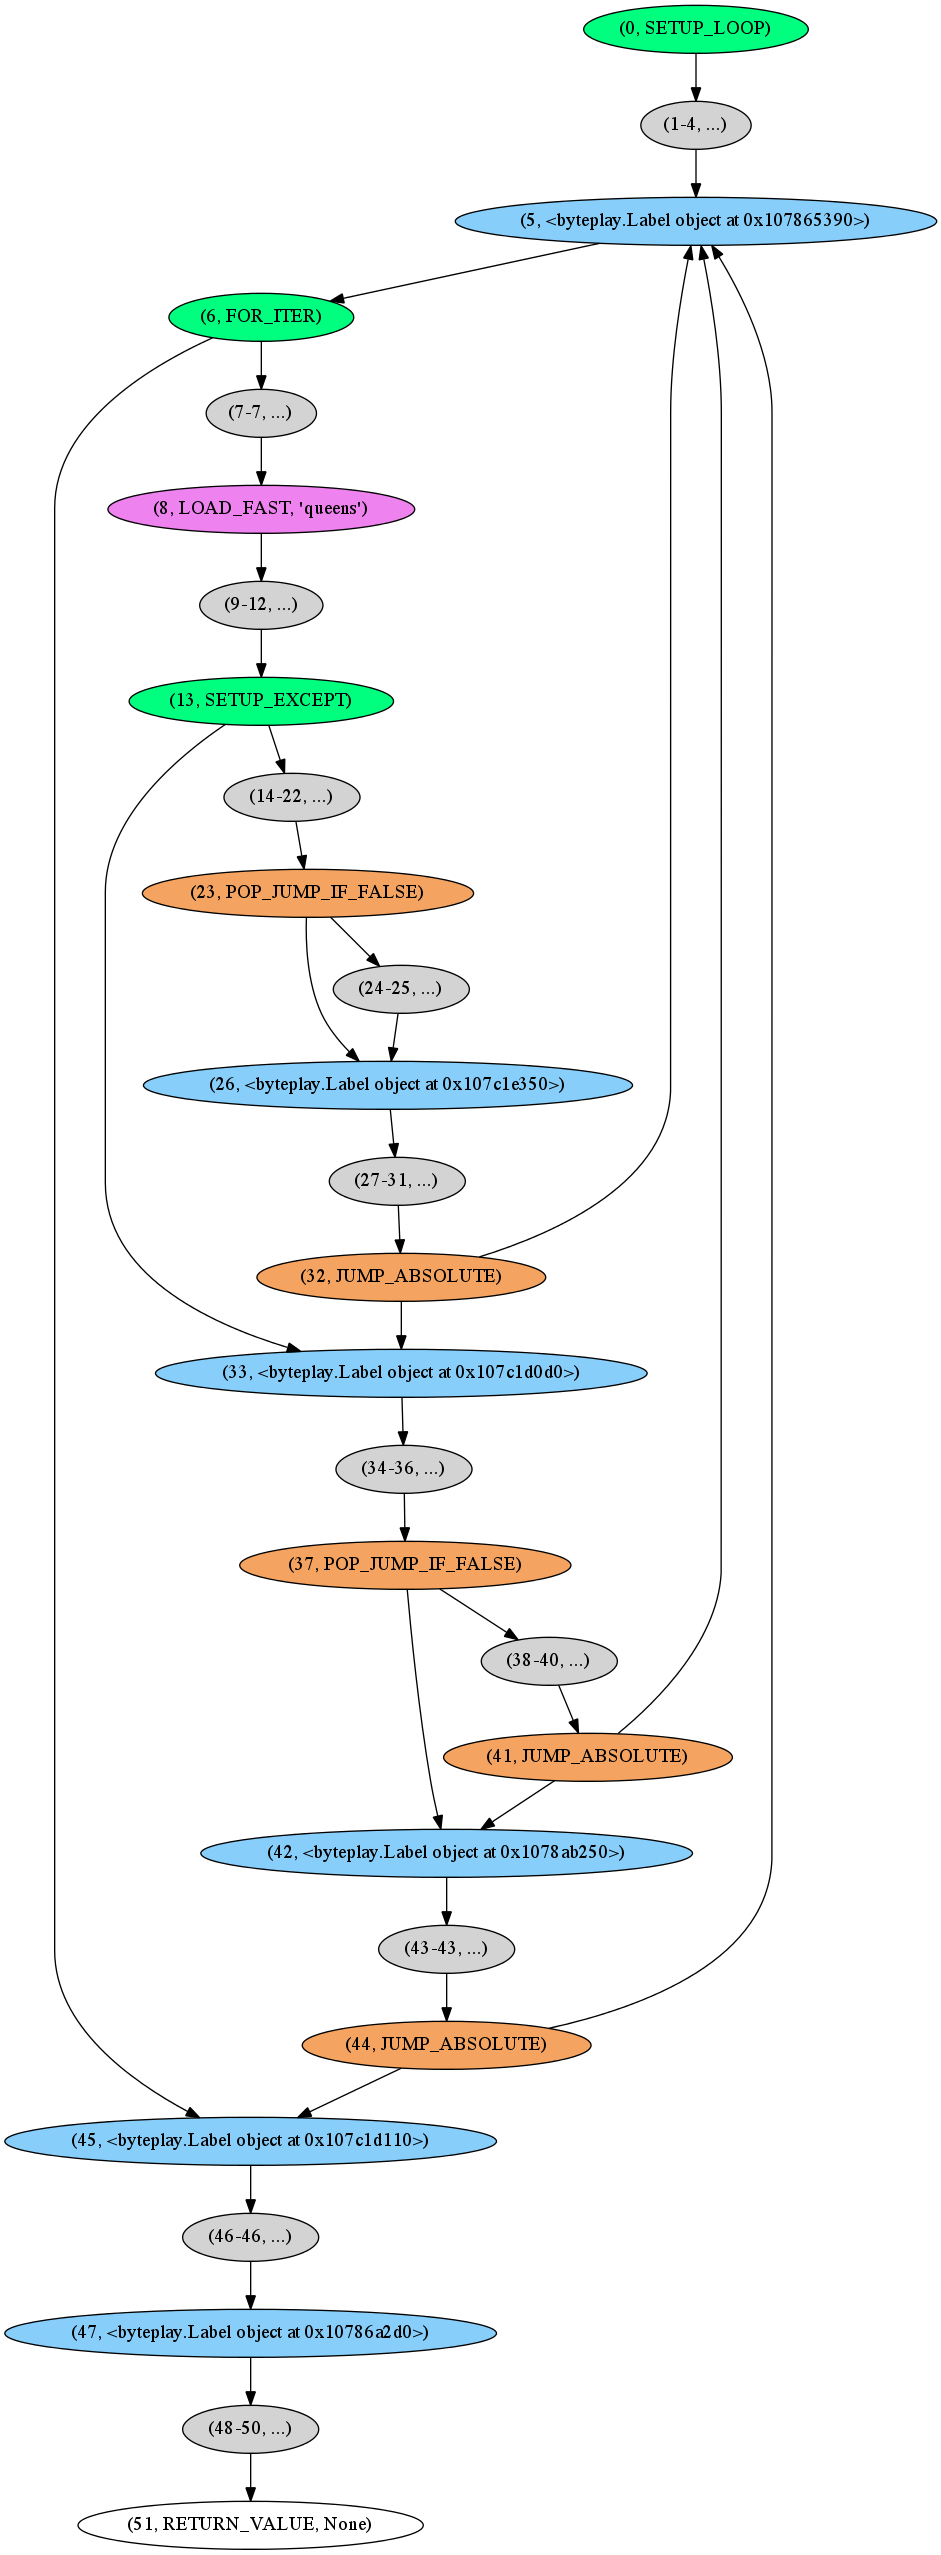 (0, SETUP_LOOP)
(1-4, ...)
(5, <byteplay.Label object at 0x107865390>)
(6, FOR_ITER)
(7-7, ...)
(8, LOAD_FAST, 'queens')
(9-12, ...)
(13, SETUP_EXCEPT)
(14-22, ...)
(23, POP_JUMP_IF_FALSE)
(24-25, ...)
(26, <byteplay.Label object at 0x107c1e350>)
(27-31, ...)
(32, JUMP_ABSOLUTE)
(33, <byteplay.Label object at 0x107c1d0d0>)
(34-36, ...)
(37, POP_JUMP_IF_FALSE)
(38-40, ...)
(41, JUMP_ABSOLUTE)
(42, <byteplay.Label object at 0x1078ab250>)
(43-43, ...)
(44, JUMP_ABSOLUTE)
(45, <byteplay.Label object at 0x107c1d110>)
(46-46, ...)
(47, <byteplay.Label object at 0x10786a2d0>)
(48-50, ...)
(51, RETURN_VALUE, None)